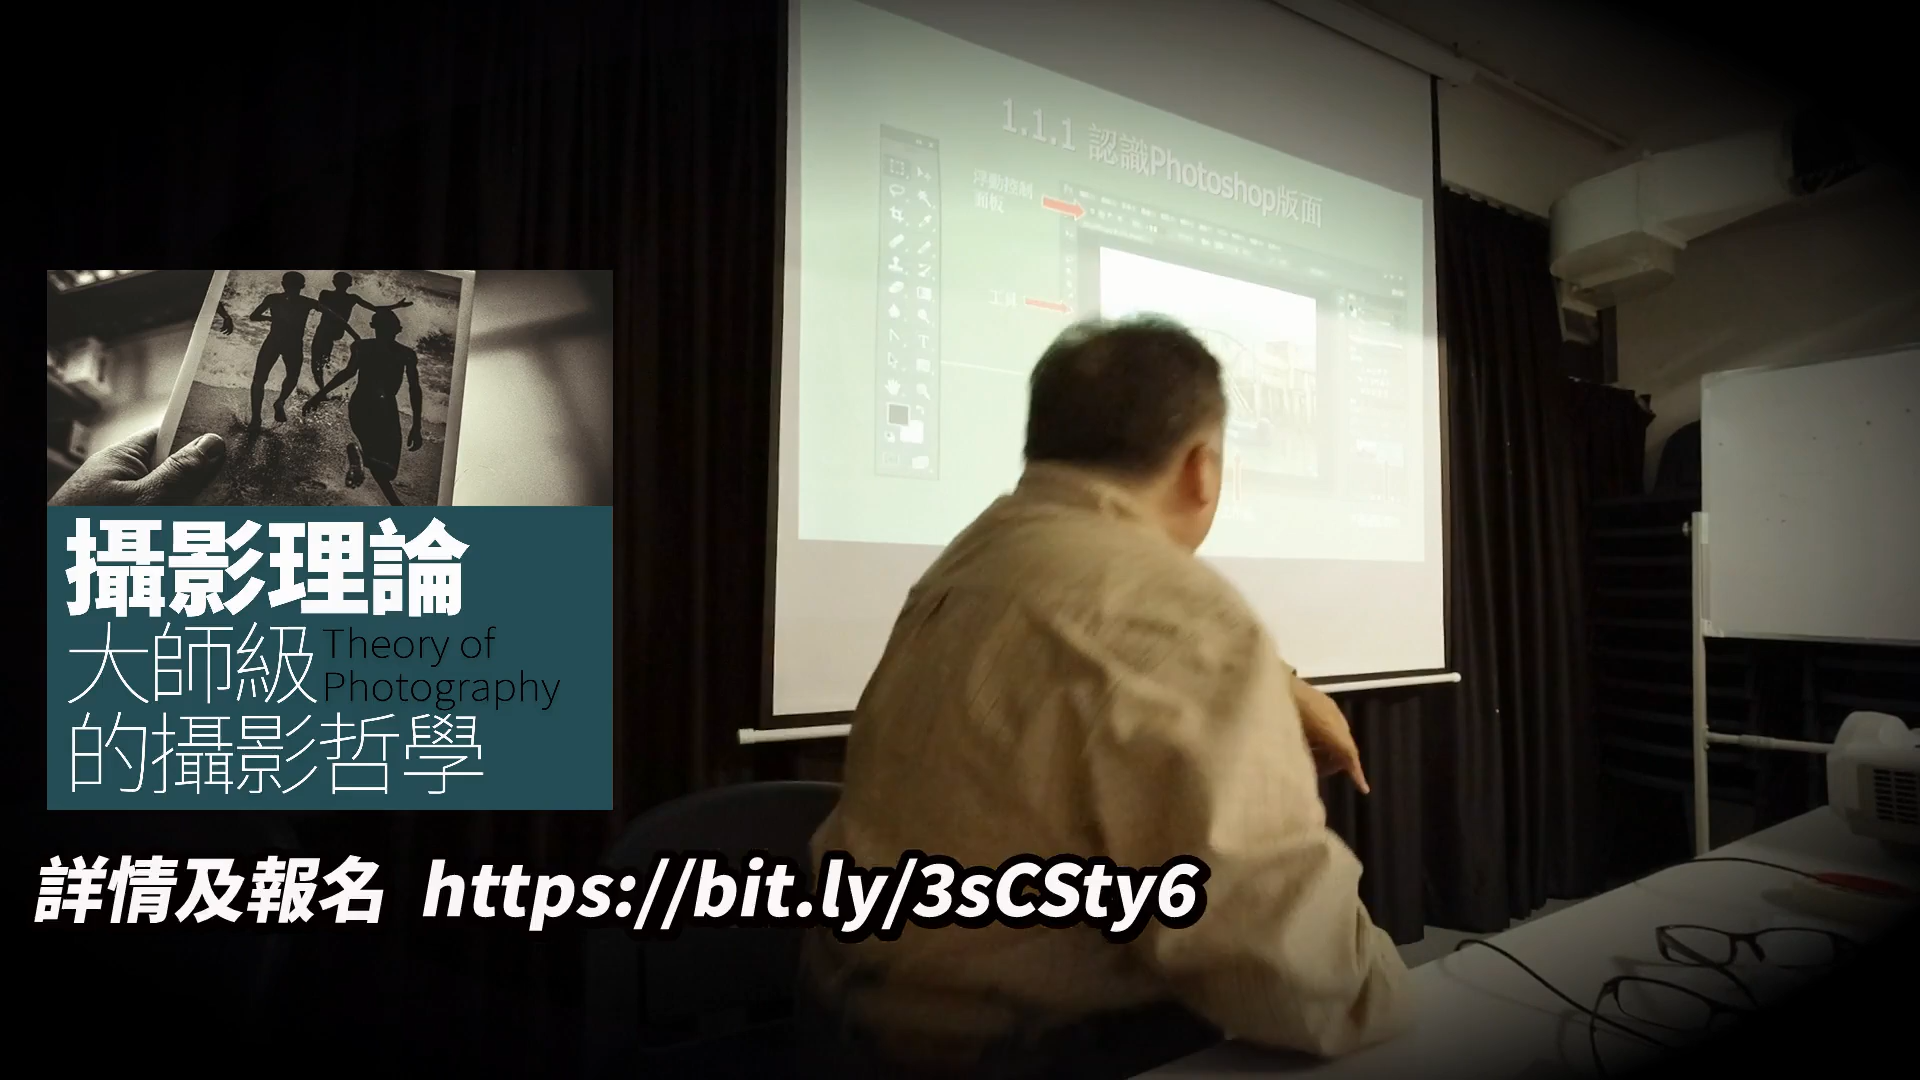 1.1.1 認識Photoshop版面
浮動控制
面板
工具
攝影理論
大師級
Theory of
Photography
的攝影哲學
詳情及報名 https://bit.ly/3sCSty6